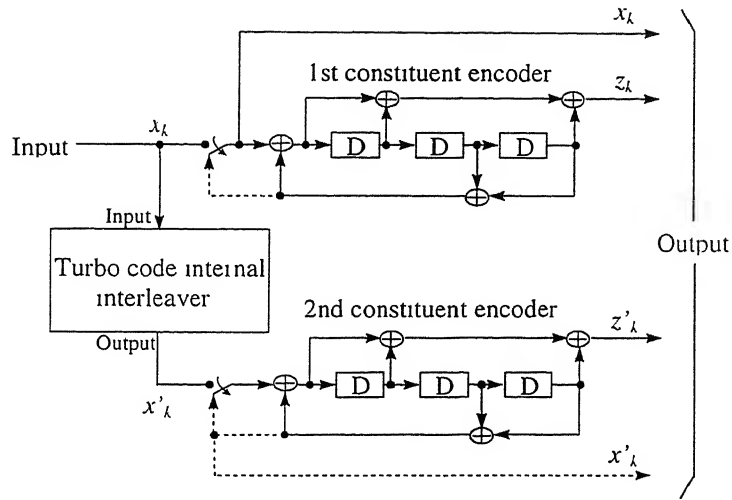 x_k
1st constituent encoder
z_k
Input
x_k
D
D
D
Input
Turbo code internal
interleaver
Output
Output
2nd constituent encoder
z'_k
D
D
D
x'_k
x'_k